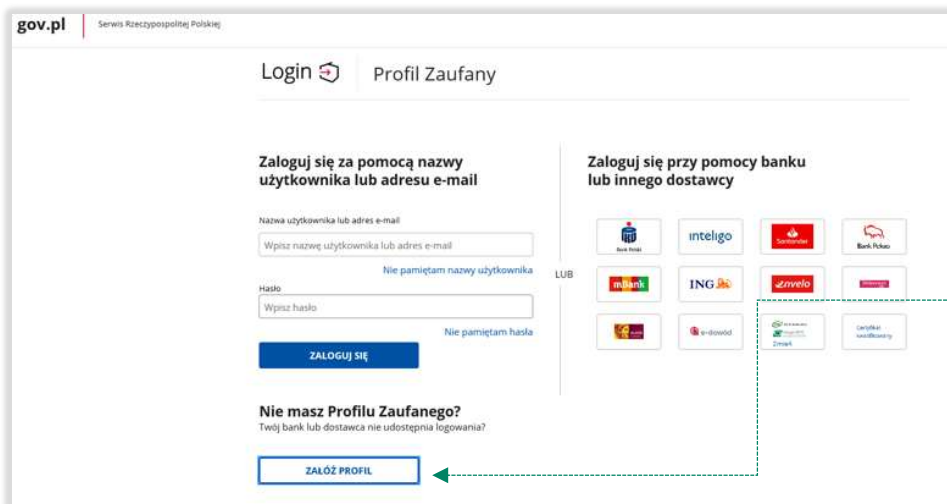 gov.pl
Serwis Rzeczypospolitej Polskiej
Login
Profil Zaufany
Zaloguj się za pomocą nazwy
użytkownika lub adresu e-mail
Nazwa użytkownika lub adres e-mail
Wpisz nazwę użytkownika lub adres e-mail
Nie pamiętam nazwy użytkownika
Hasło
Wpisz hasło
Nie pamiętam hasła
ZALOGUJ SIĘ
LUB
Zaloguj się przy pomocy banku
lub innego dostawcy
Bank Polski
inteligo
Santander
Bank Pekao
mBank
ING
envelo
e-dowód
Zmień
Certyfikat
kwalifikowany
Nie masz Profilu Zaufanego?
Twój bank lub dostawca nie udostępnia logowania?
ZAŁÓŻ PROFIL